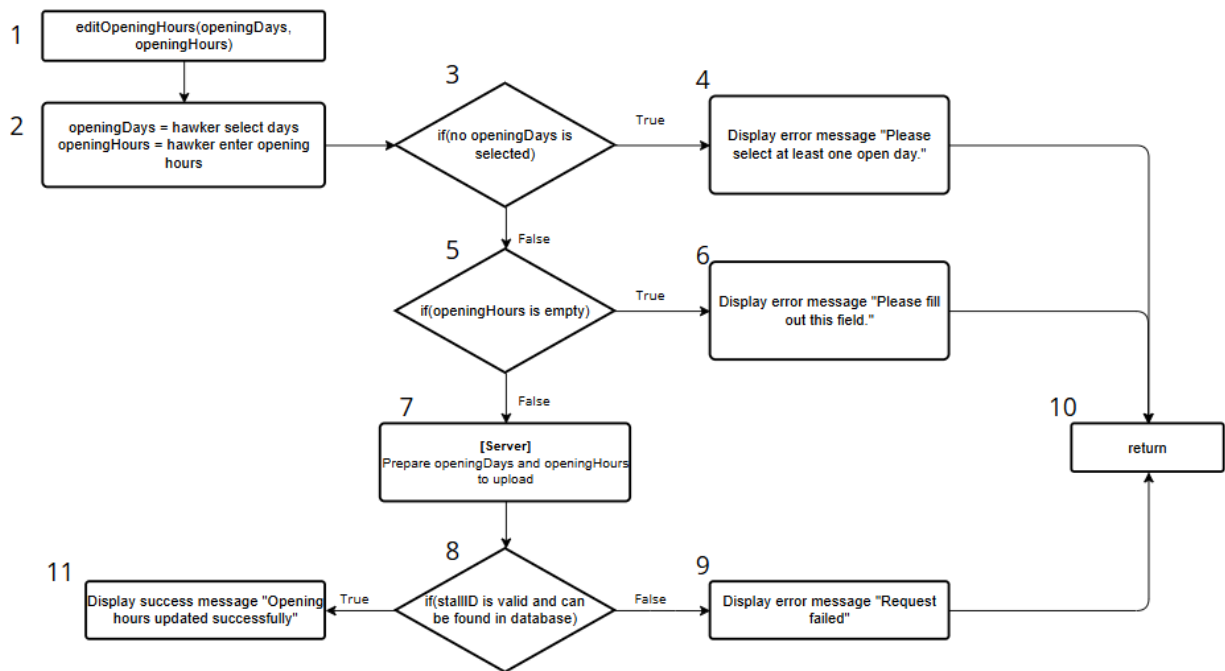 1
editOpeningHours(openingDays,
openingHours)
2
openingDays = hawker select days
openingHours = hawker enter opening
hours
3
if(no openingDays is
selected)
True
4
Display error message "Please
select at least one open day."
False
5
if(openingHours is empty)
True
6
Display error message "Please fill
out this field."
False
7
[Server]
Prepare openingDays and openingHours
to upload
10
return
8
if(stallID is valid and can
be found in database)
True
11
Display success message "Opening
hours updated successfully"
False
9
Display error message "Request
failed"